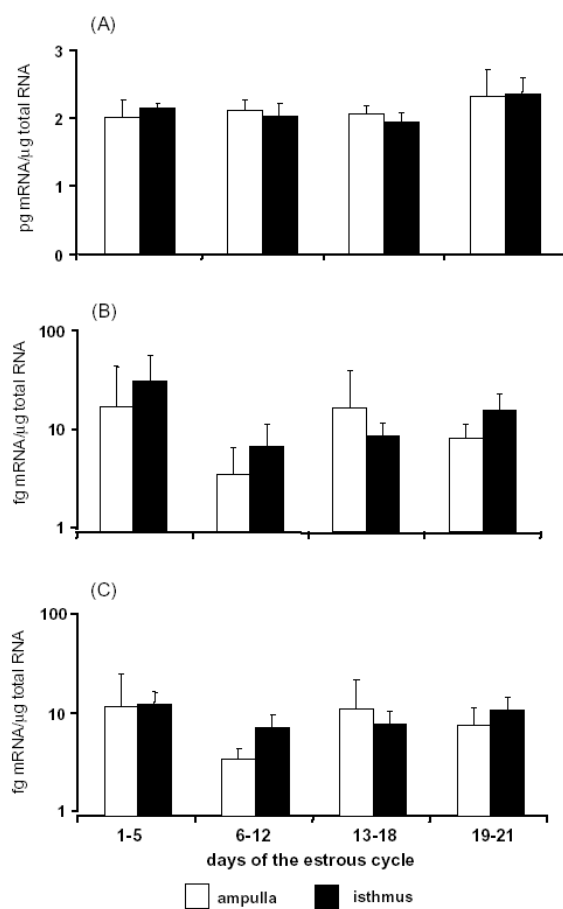 (A)
pg mRNA/µg total RNA
3
2
1
0
(B)
fg mRNA/µg total RNA
100
10
1
(C)
fg mRNA/µg total RNA
100
10
1
1-5 6-12 13-18 19-21
days of the estrous cycle
ampulla isthmus